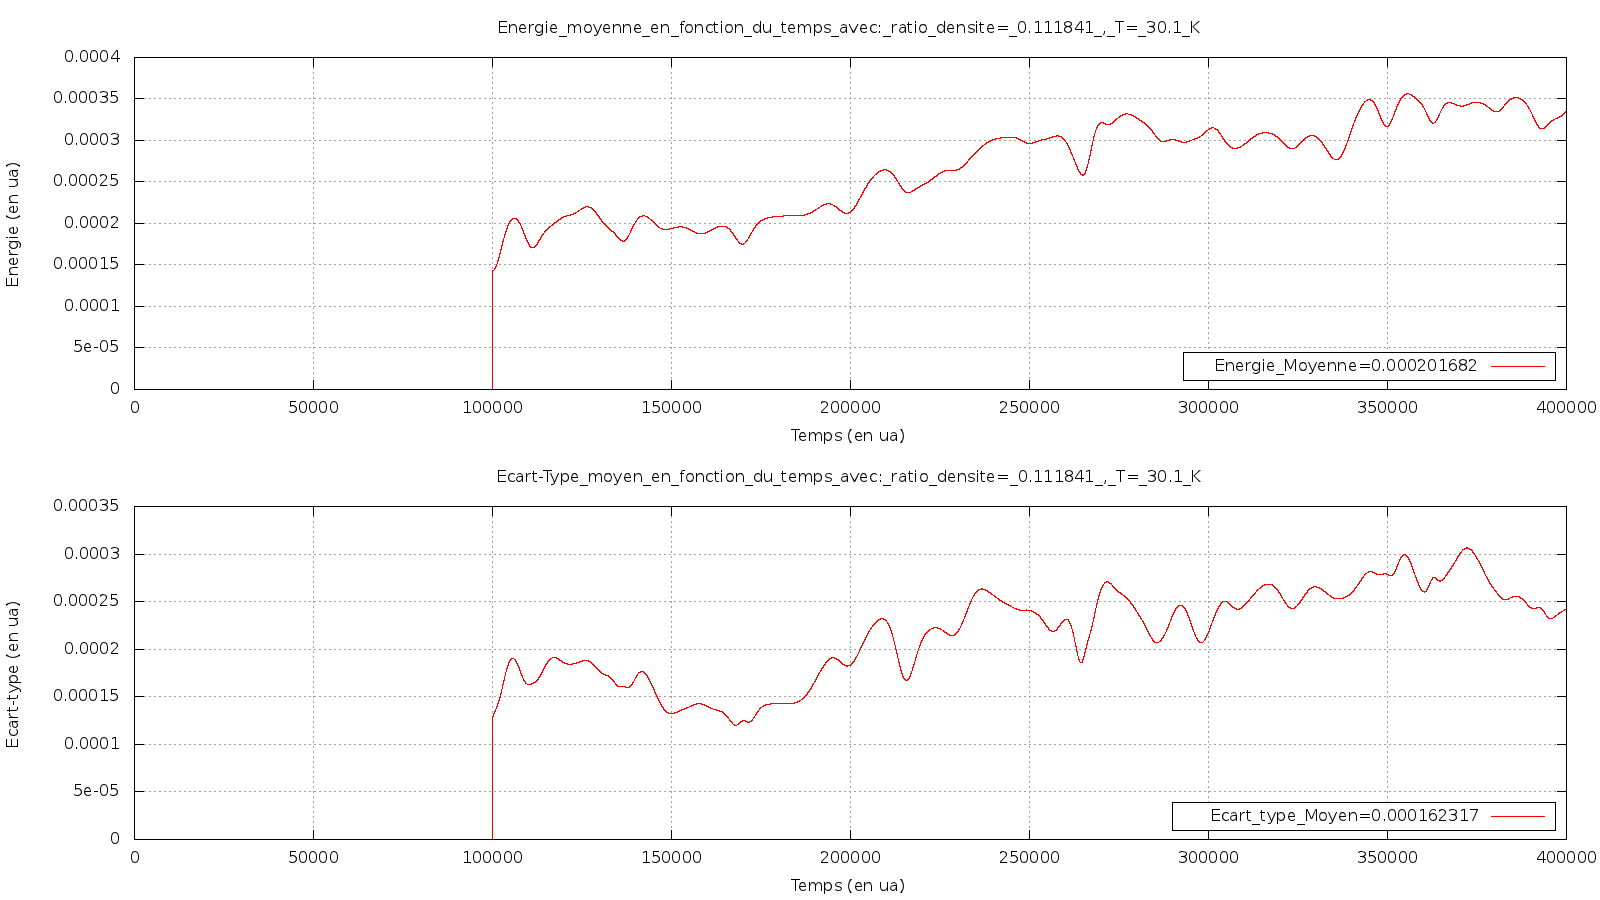 Energie_moyenne_en_fonction_du_temps_avec:_ratio_densite=_0.111841_,_T=_30.1_K
0.0004
0.00035
0.0003
0.00025
0.0002
0.00015
0.0001
5e-05
0
Energie (en ua)
Energie_Moyenne=0.000201682
0 50000 100000 150000 200000 250000 300000 350000 400000
Temps (en ua)
Ecart-Type_moyen_en_fonction_du_temps_avec:_ratio_densite=_0.111841_,_T=_30.1_K
0.00035
0.0003
0.00025
0.0002
0.00015
0.0001
5e-05
0
Ecart-type (en ua)
Ecart_type_Moyen=0.000162317
0 50000 100000 150000 200000 250000 300000 350000 400000
Temps (en ua)